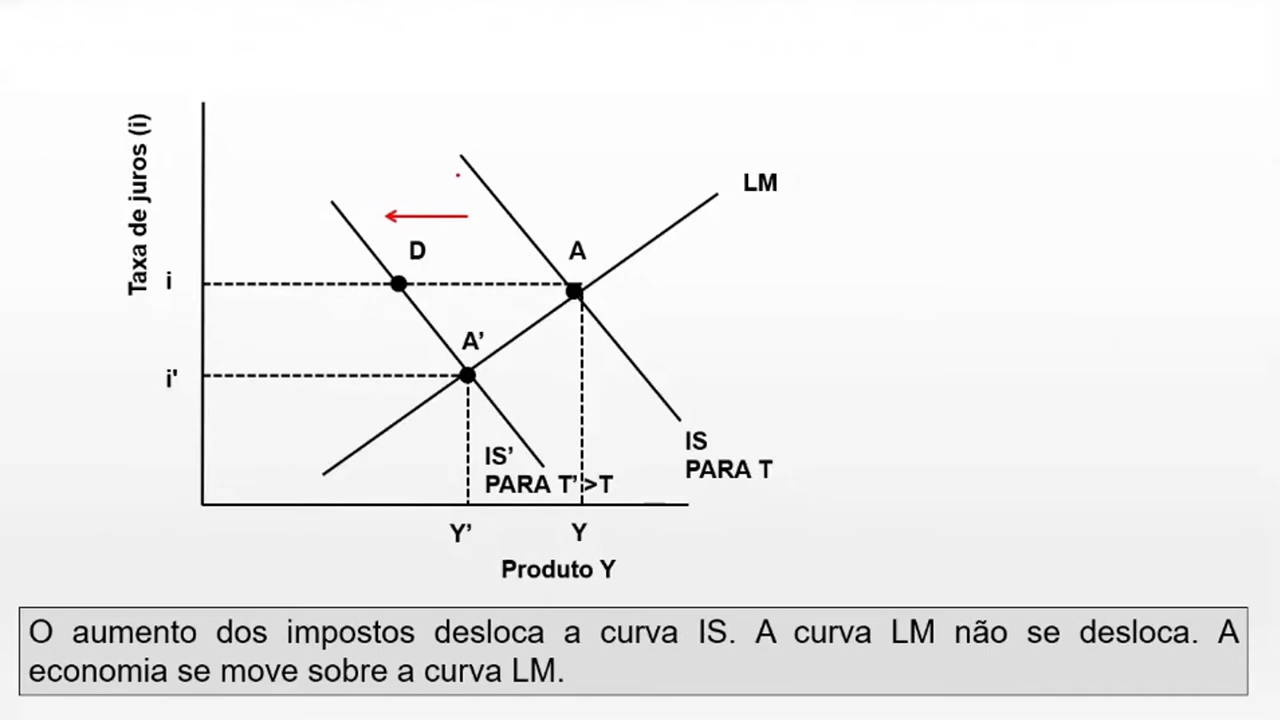 Taxa de juros (i)
LM
D
A
i
A’
i'
IS
PARA T
IS’
PARA T’>T
Y’
Y
Produto Y
O aumento dos impostos desloca a curva IS. A curva LM não se desloca. A
economia se move sobre a curva LM.